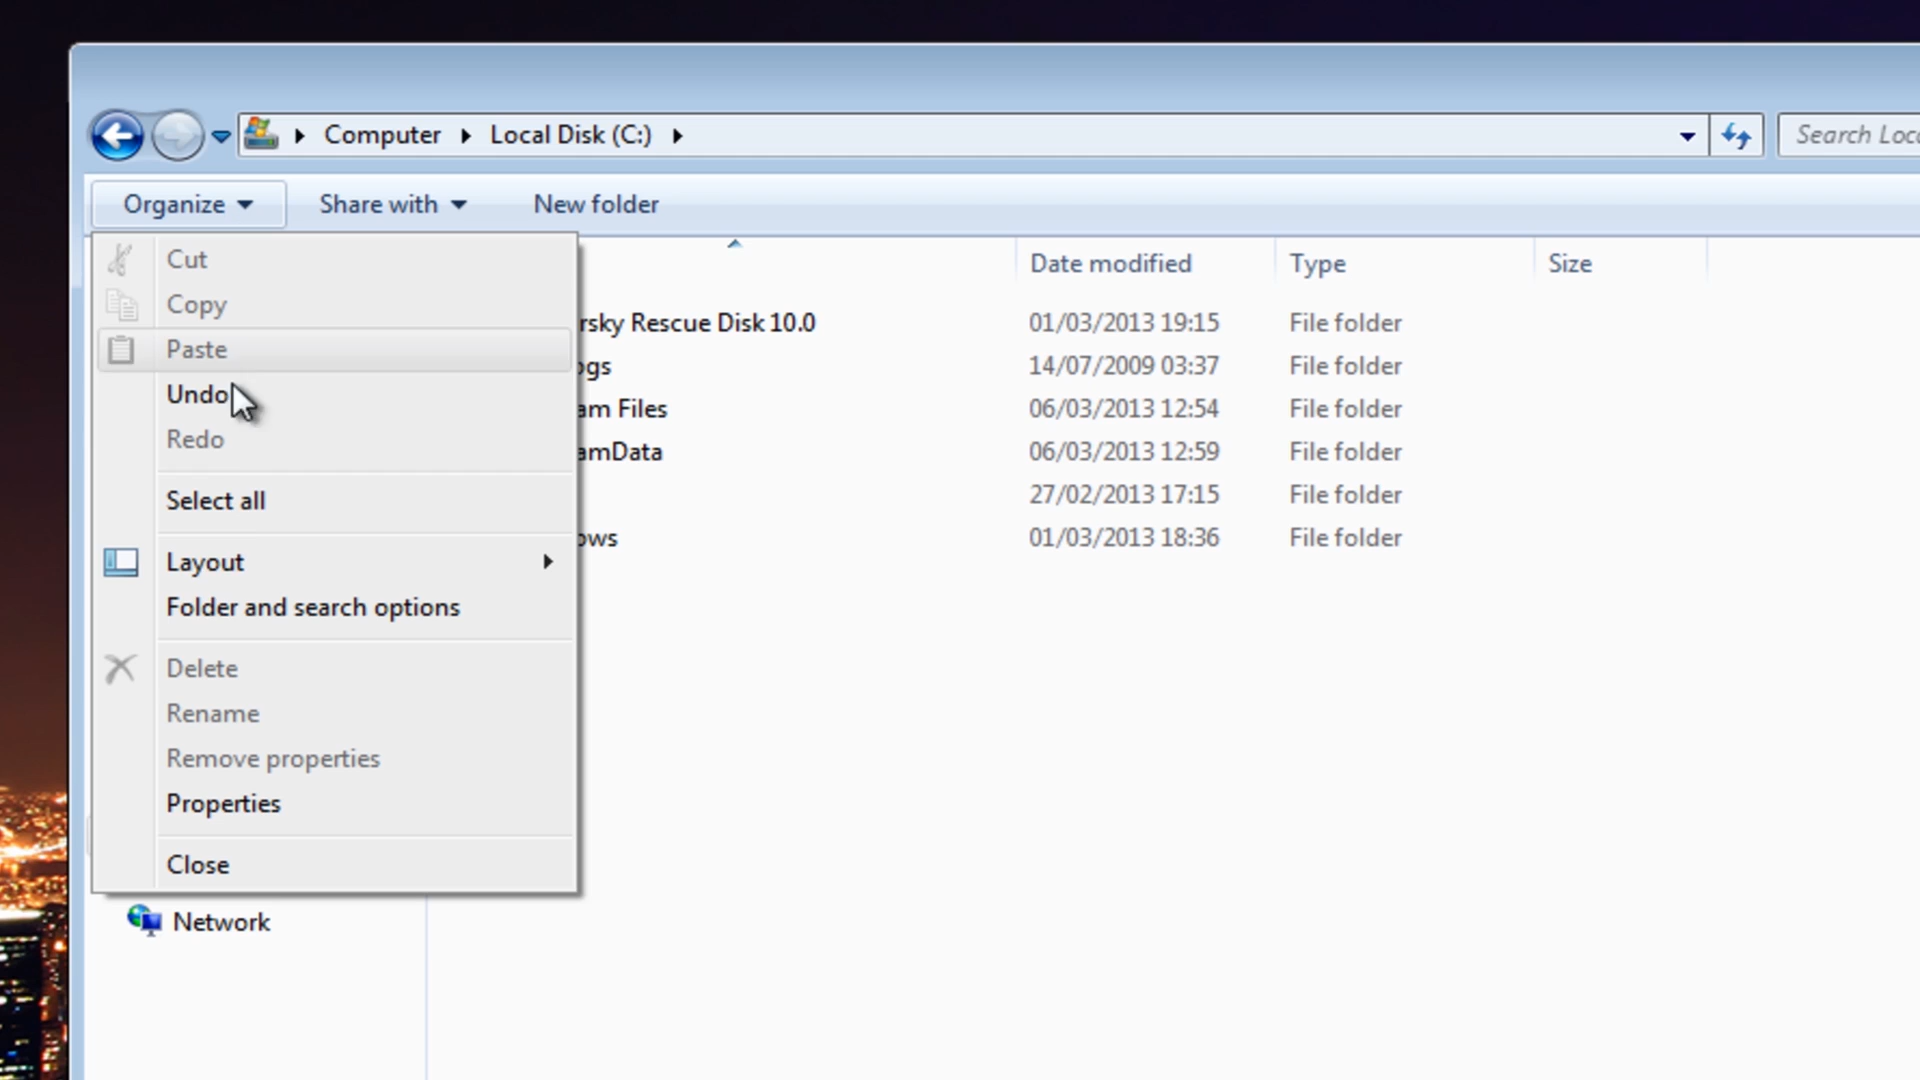 Computer Local Disk (C:)
Search Loc
Organize Share with New folder
Cut
Copy
Paste
Undo
Redo
Select all
Layout
Folder and search options
Delete
Rename
Remove properties
Properties
Close
Network
Date modified Type Size
rsky Rescue Disk 10.0 01/03/2013 19:15 File folder
ogs 14/07/2009 03:37 File folder
am Files 06/03/2013 12:54 File folder
amData 06/03/2013 12:59 File folder
27/02/2013 17:15 File folder
ows 01/03/2013 18:36 File folder